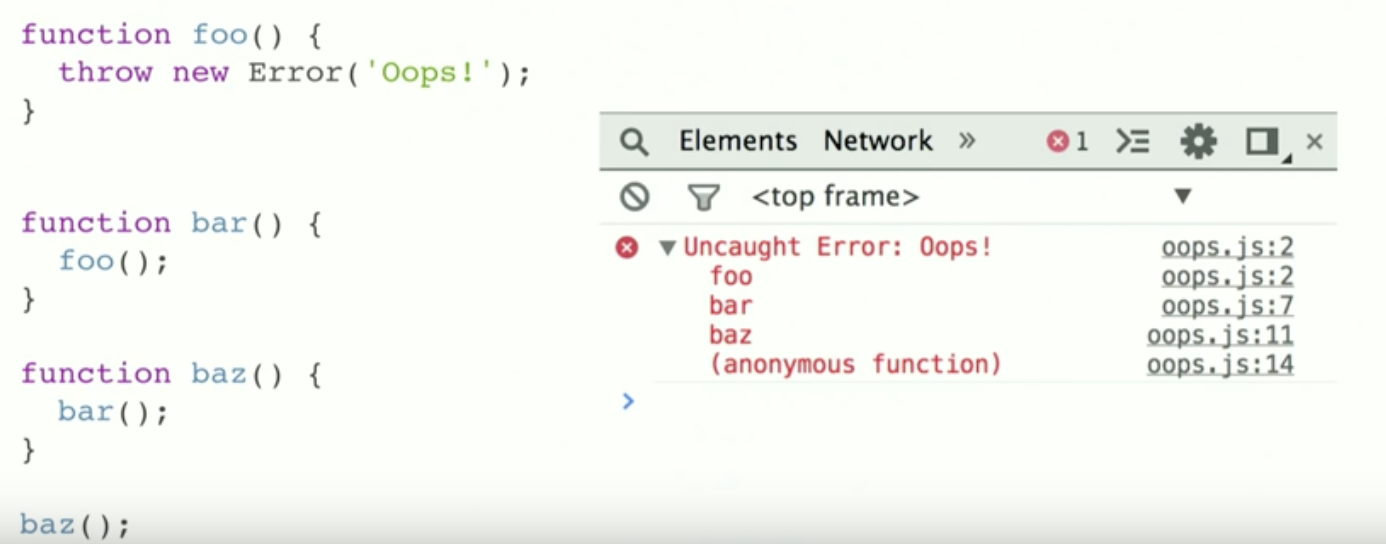 function foo() {
  throw new Error('Oops!');
}
function bar() {
  foo();
}
function baz() {
  bar();
}
baz();
Elements Network » 1 ×
<top frame> ▼
▼Uncaught Error: Oops! oops.js:2
foo oops.js:2
bar oops.js:7
baz oops.js:11
(anonymous function) oops.js:14
>